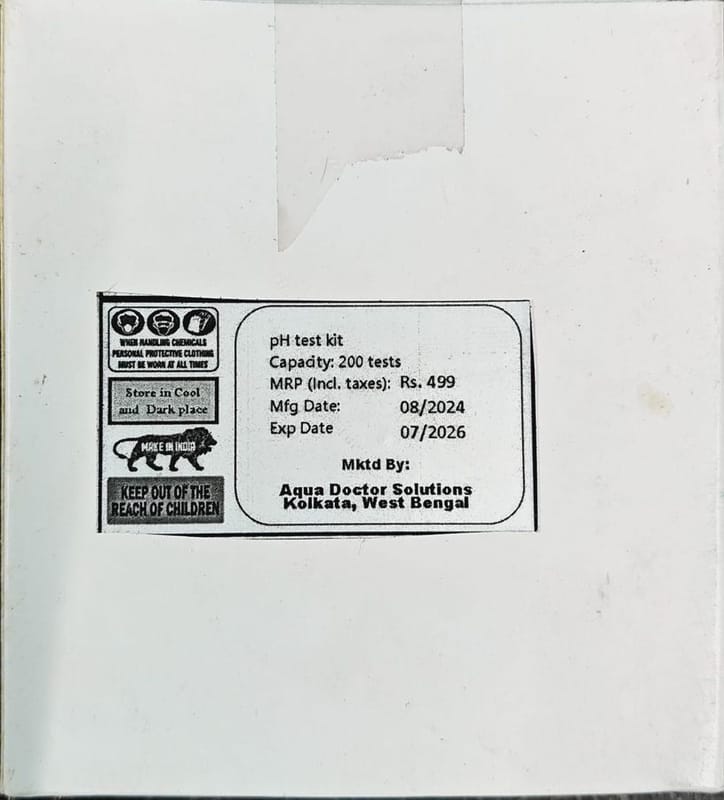 WHEN HANDLING CHEMICALS
PERSONAL PROTECTIVE CLOTHING
MUST BE WORN AT ALL TIMES
Store in Cool
and Dark place
MAKE IN INDIA
KEEP OUT OF THE
REACH OF CHILDREN
pH test kit
Capacity: 200 tests
MRP (Incl. taxes): Rs. 499
Mfg Date: 08/2024
Exp Date 07/2026
Mktd By:
Aqua Doctor Solutions
Kolkata, West Bengal